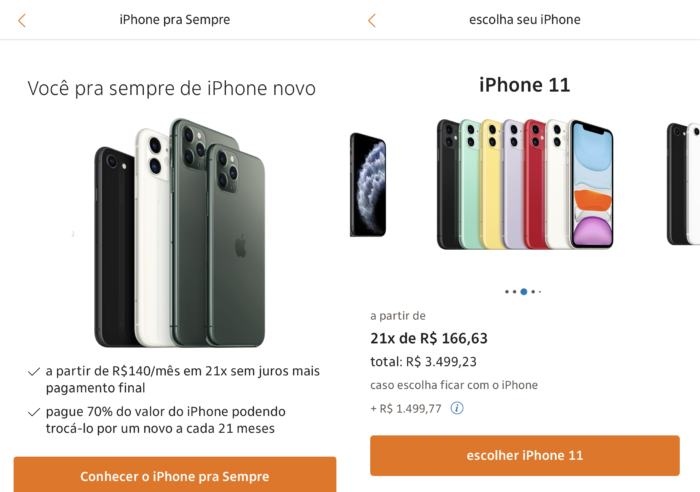 iPhone pra Sempre
Você pra sempre de iPhone novo
a partir de R$140/mês em 21x sem juros mais
pagamento final
pague 70% do valor do iPhone podendo
trocá-lo por um novo a cada 21 meses
Conhecer o iPhone pra Sempre
escolha seu iPhone
iPhone 11
a partir de
21x de R$ 166,63
total: R$ 3.499,23
caso escolha ficar com o iPhone
+ R$ 1.499,77 i
escolher iPhone 11